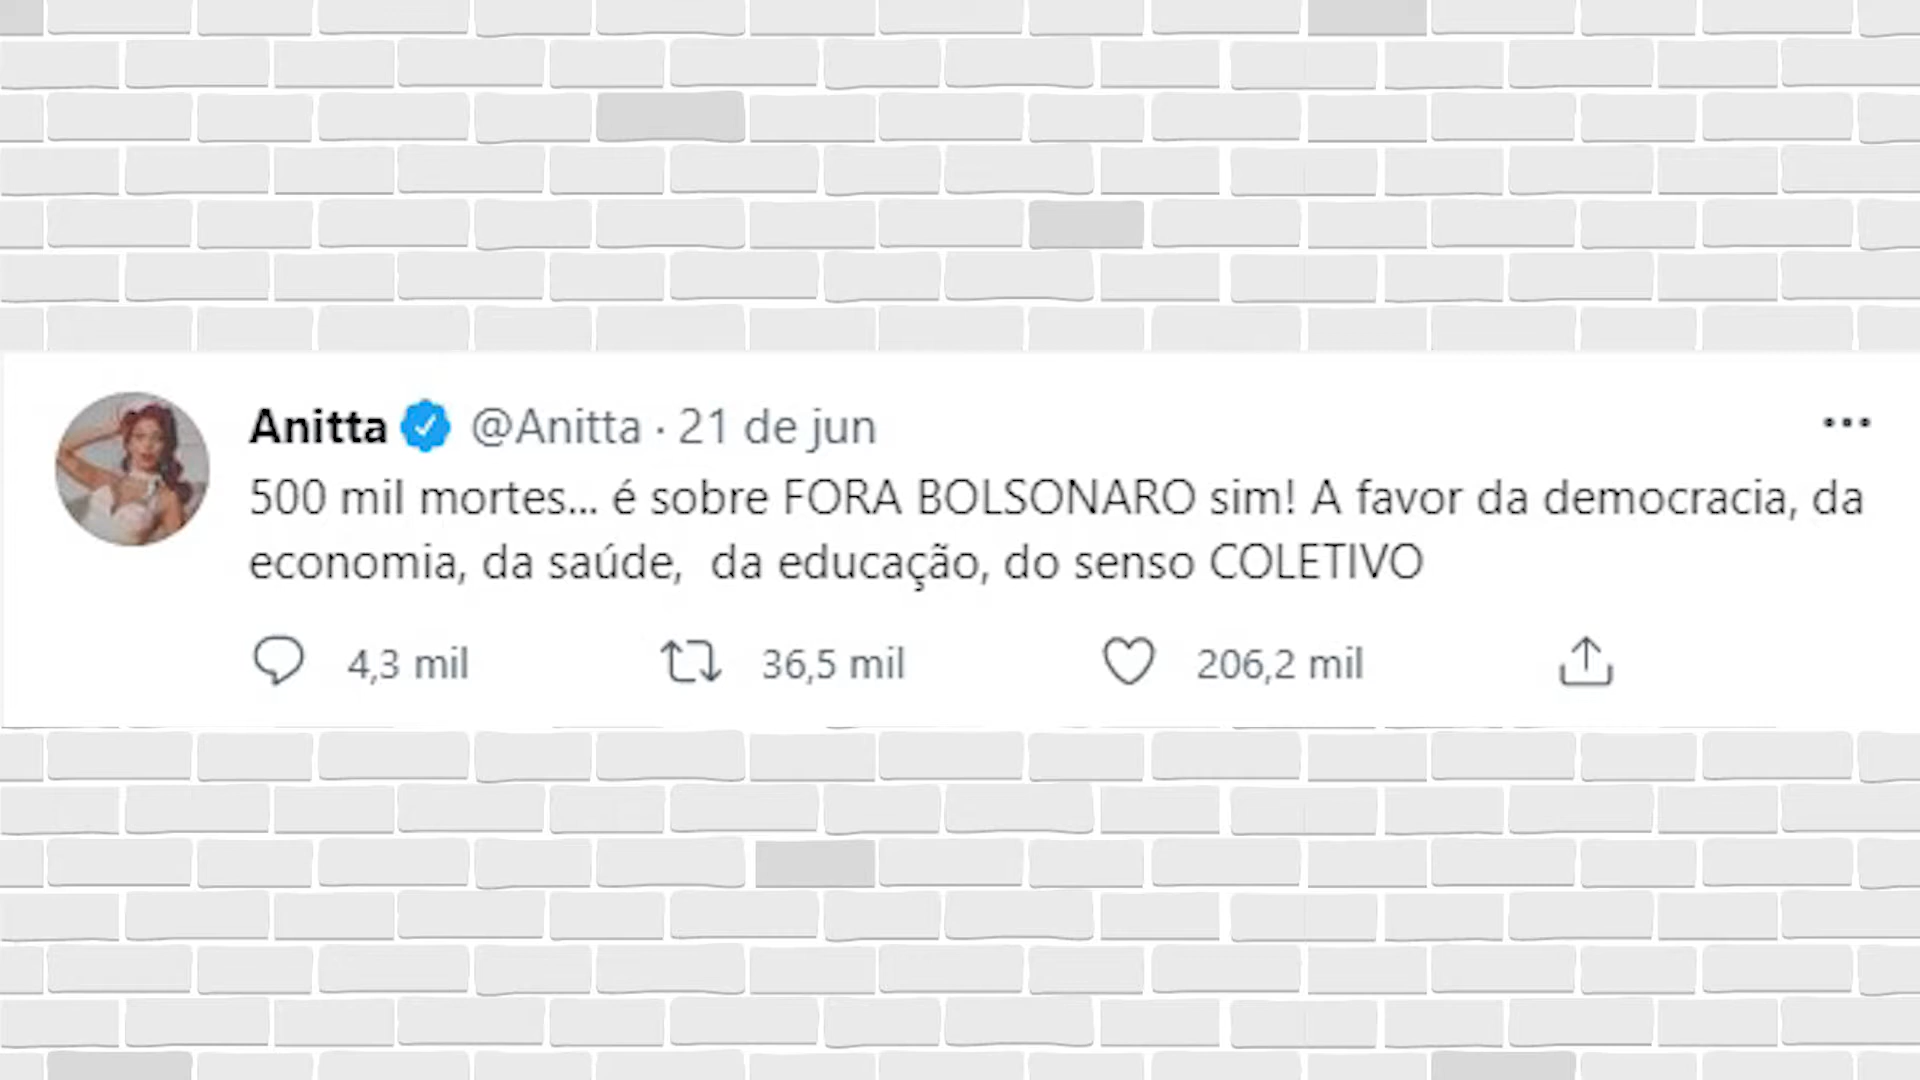 Anitta @Anitta · 21 de jun
500 mil mortes... é sobre FORA BOLSONARO sim! A favor da democracia, da
economia, da saúde,  da educação, do senso COLETIVO
4,3 mil 36,5 mil 206,2 mil